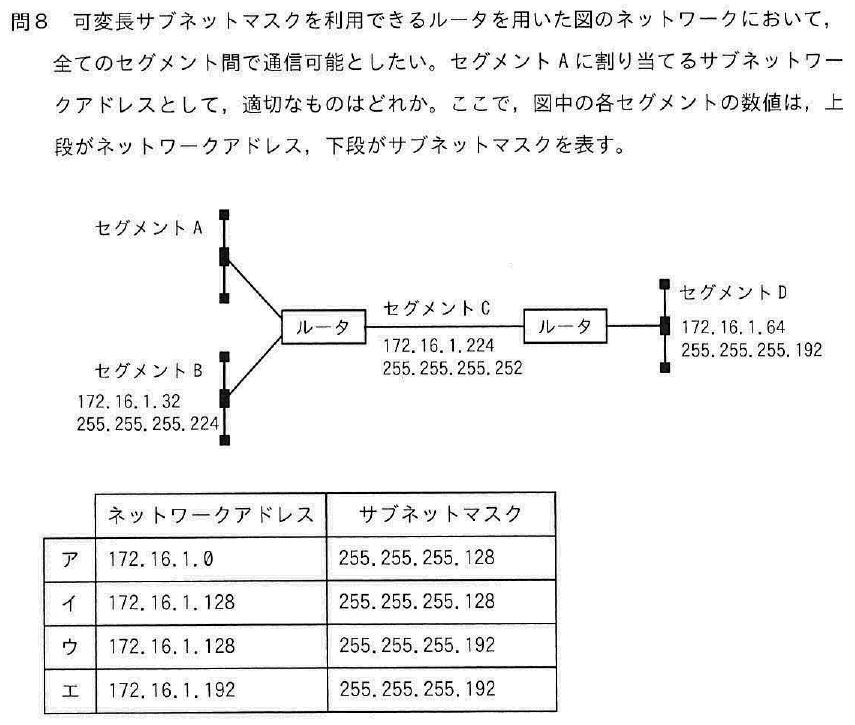 問8 可変長サブネットマスクを利用できるルータを用いた図のネットワークにおいて，
全てのセグメント間で通信可能としたい。セグメントAに割り当てるサブネットワー
クアドレスとして，適切なものはどれか。ここで，図中の各セグメントの数値は，上
段がネットワークアドレス，下段がサブネットマスクを表す。
セグメントA
セグメントC
セグメントD
ルータ
ルータ
172.16.1.64
255.255.255.192
172.16.1.224
255.255.255.252
セグメントB
172.16.1.32
255.255.255.224
ネットワークアドレス サブネットマスク
ア 172.16.1.0 255.255.255.128
イ 172.16.1.128 255.255.255.128
ウ 172.16.1.128 255.255.255.192
エ 172.16.1.192 255.255.255.192